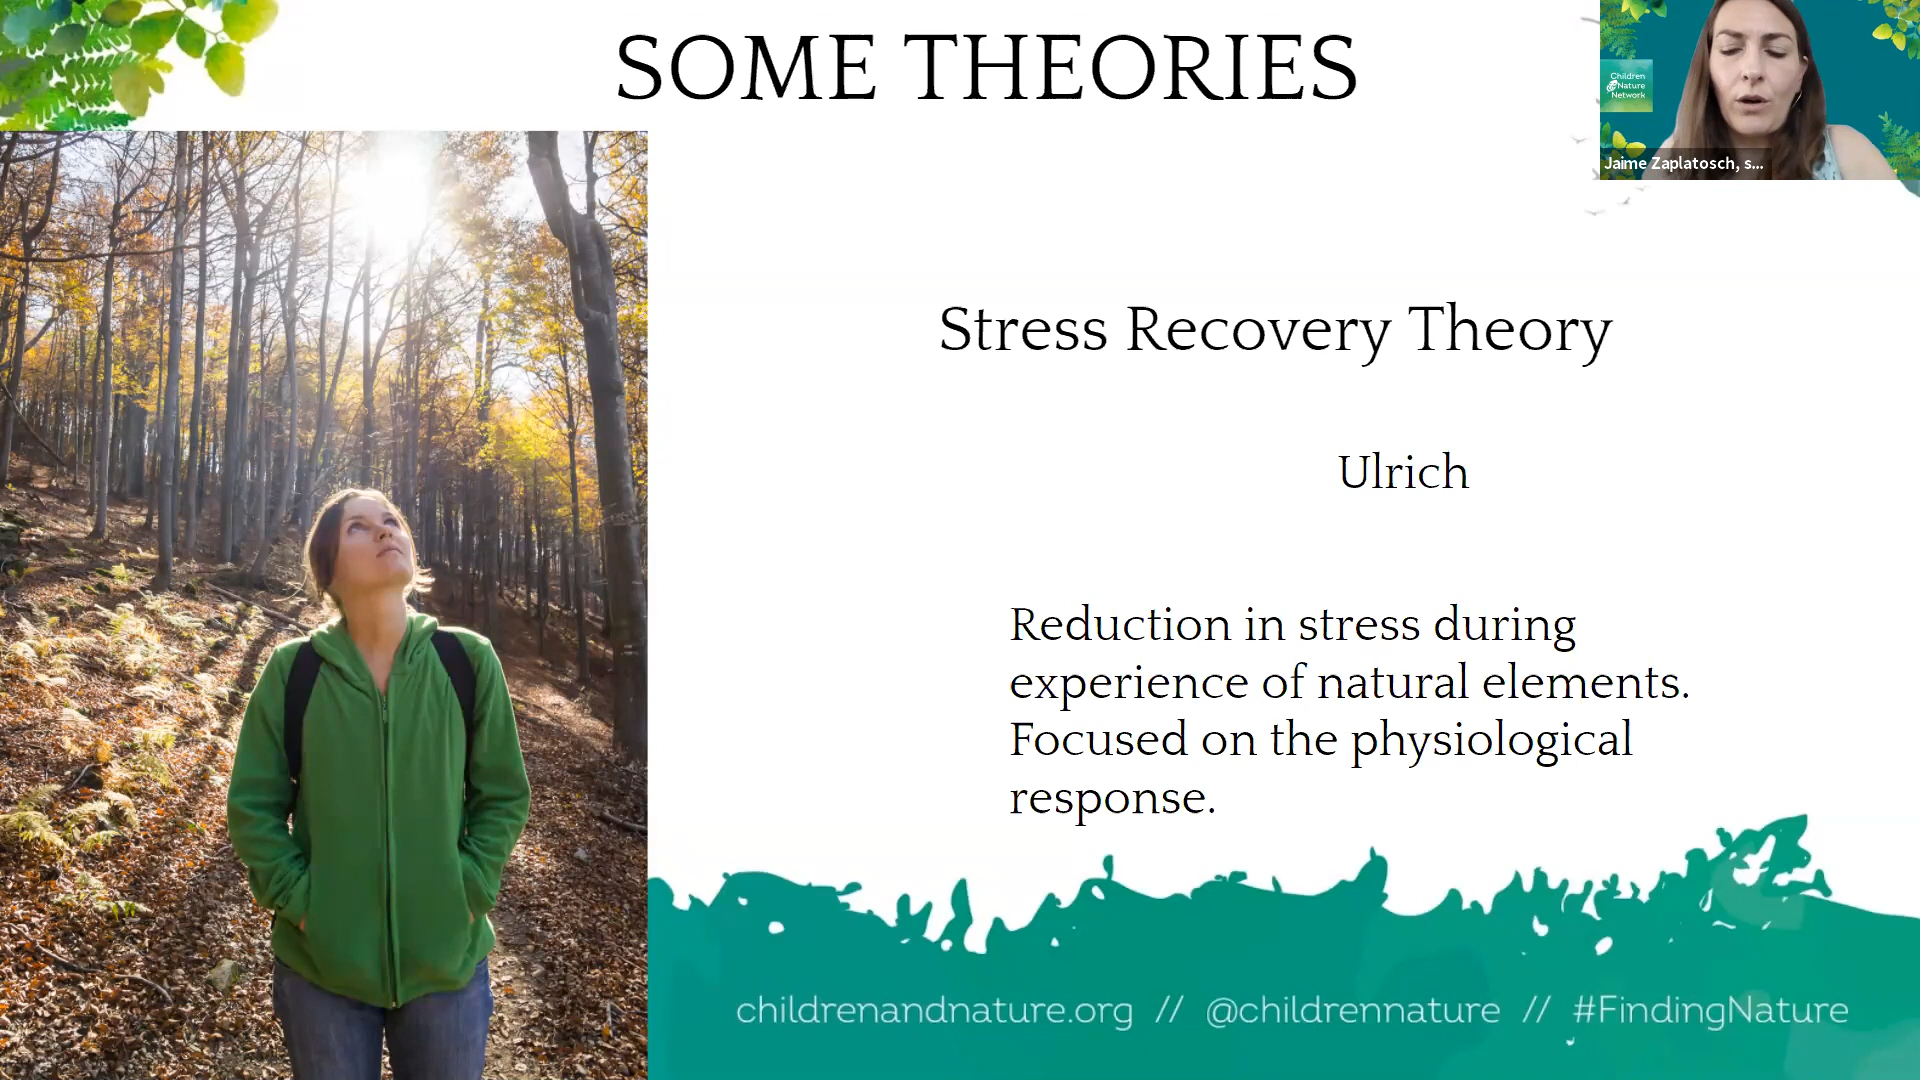 SOME THEORIES
Children
& Nature
Network
Jaime Zaplatosch, s...
Stress Recovery Theory
Ulrich
Reduction in stress during
experience of natural elements.
Focused on the physiological
response.
childrenandnature.org // @childrennature // #FindingNature